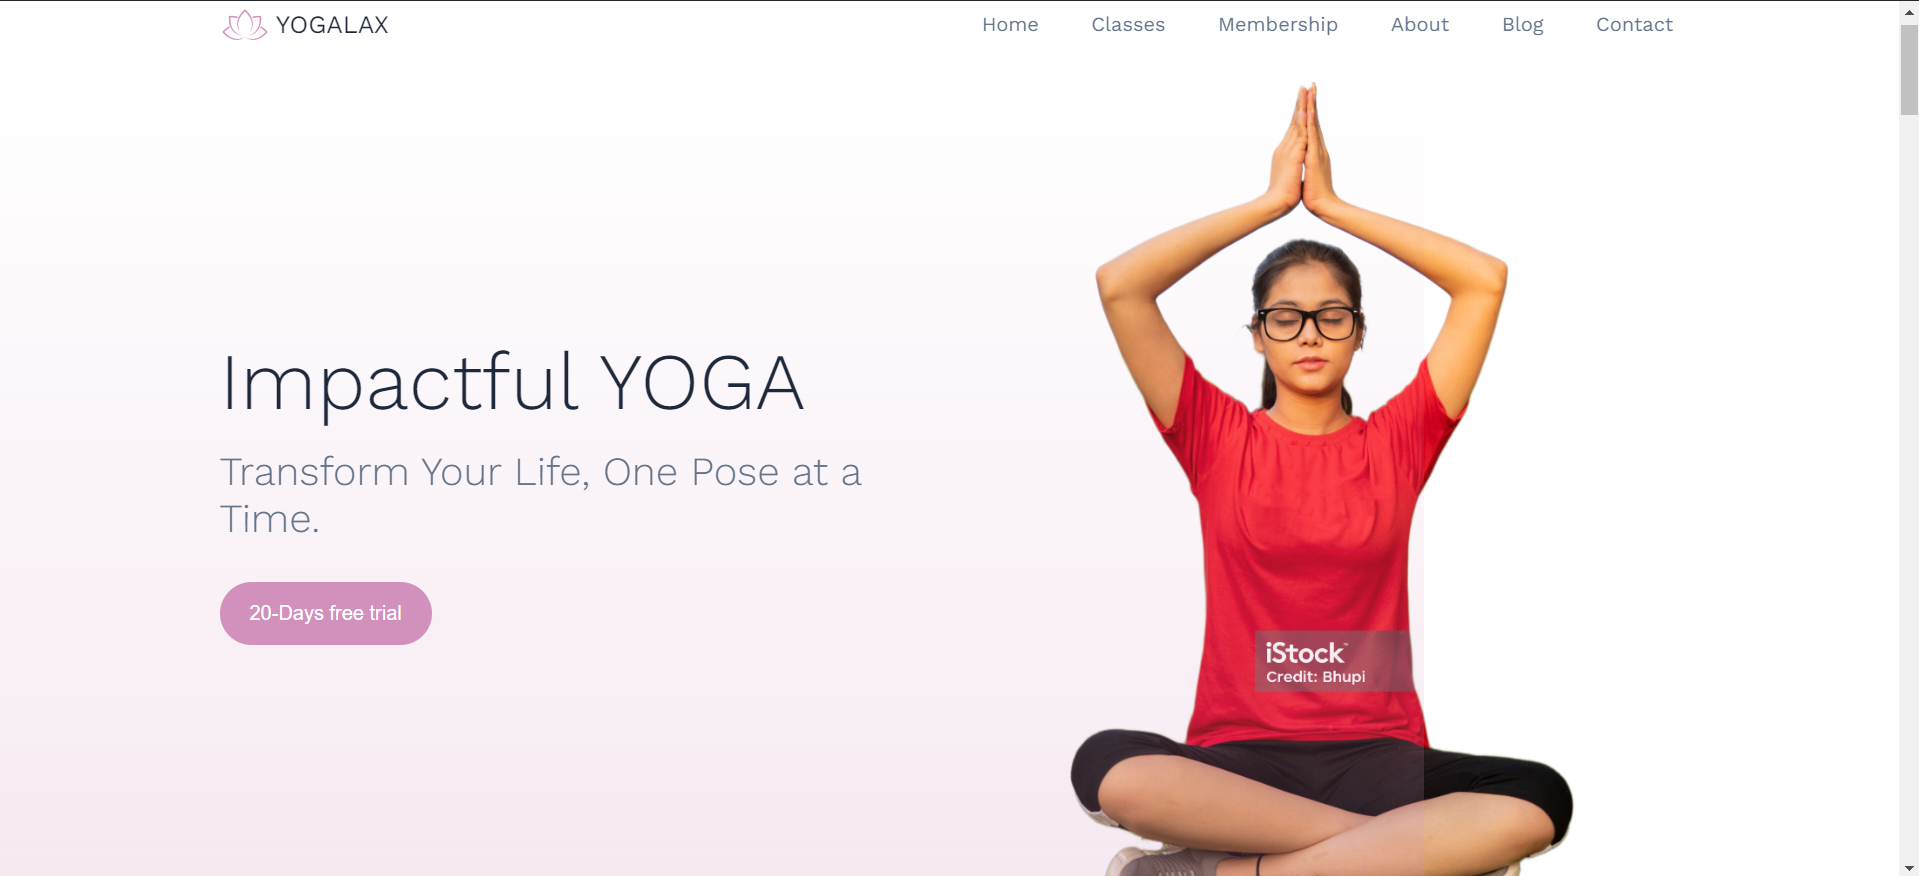 YOGALAX
Home Classes Membership About Blog Contact
Impactful YOGA
Transform Your Life, One Pose at a
Time.
20-Days free trial
iStock™
Credit: Bhupi